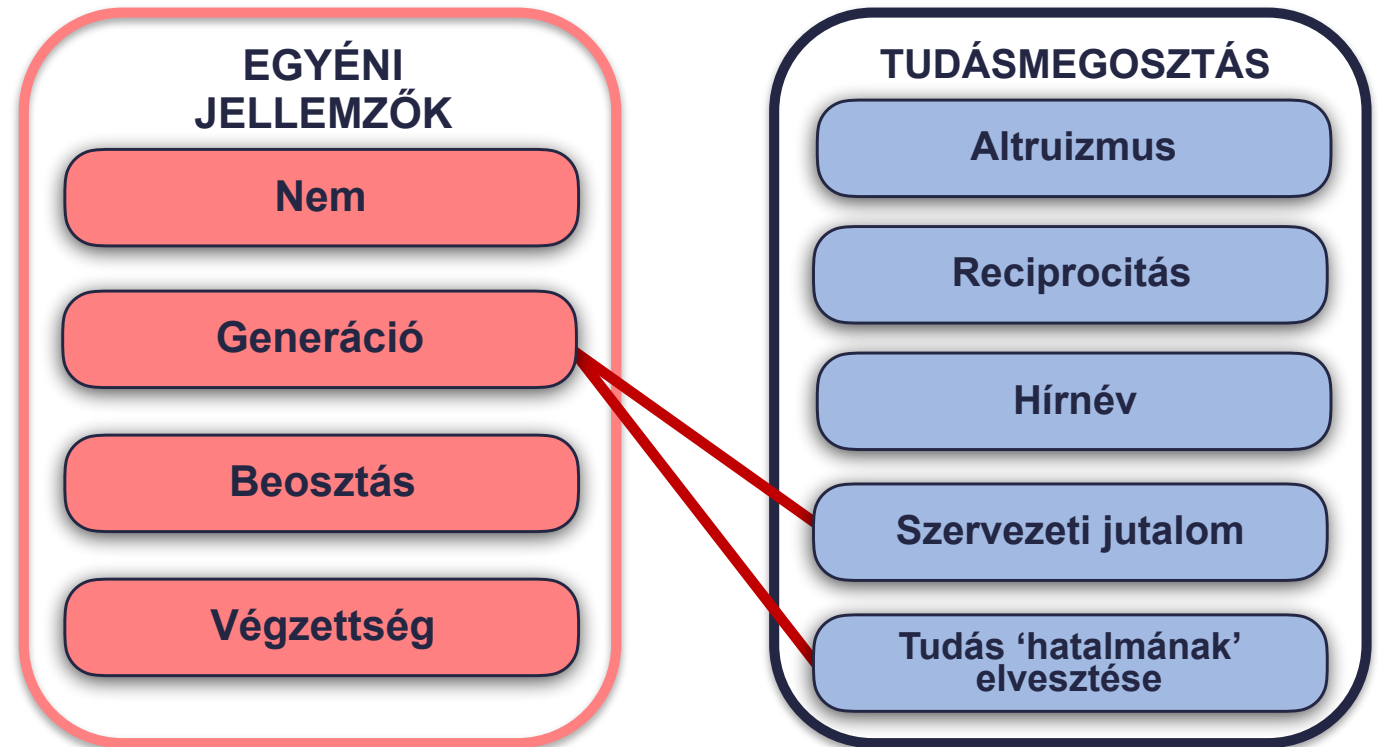 EGYÉNI
JELLEMZŐK
Nem
Generáció
Beosztás
Végzettség
TUDÁSMEGOSZTÁS
Altruizmus
Reciprocitás
Hírnév
Szervezeti jutalom
Tudás ‘hatalmának’
elvesztése